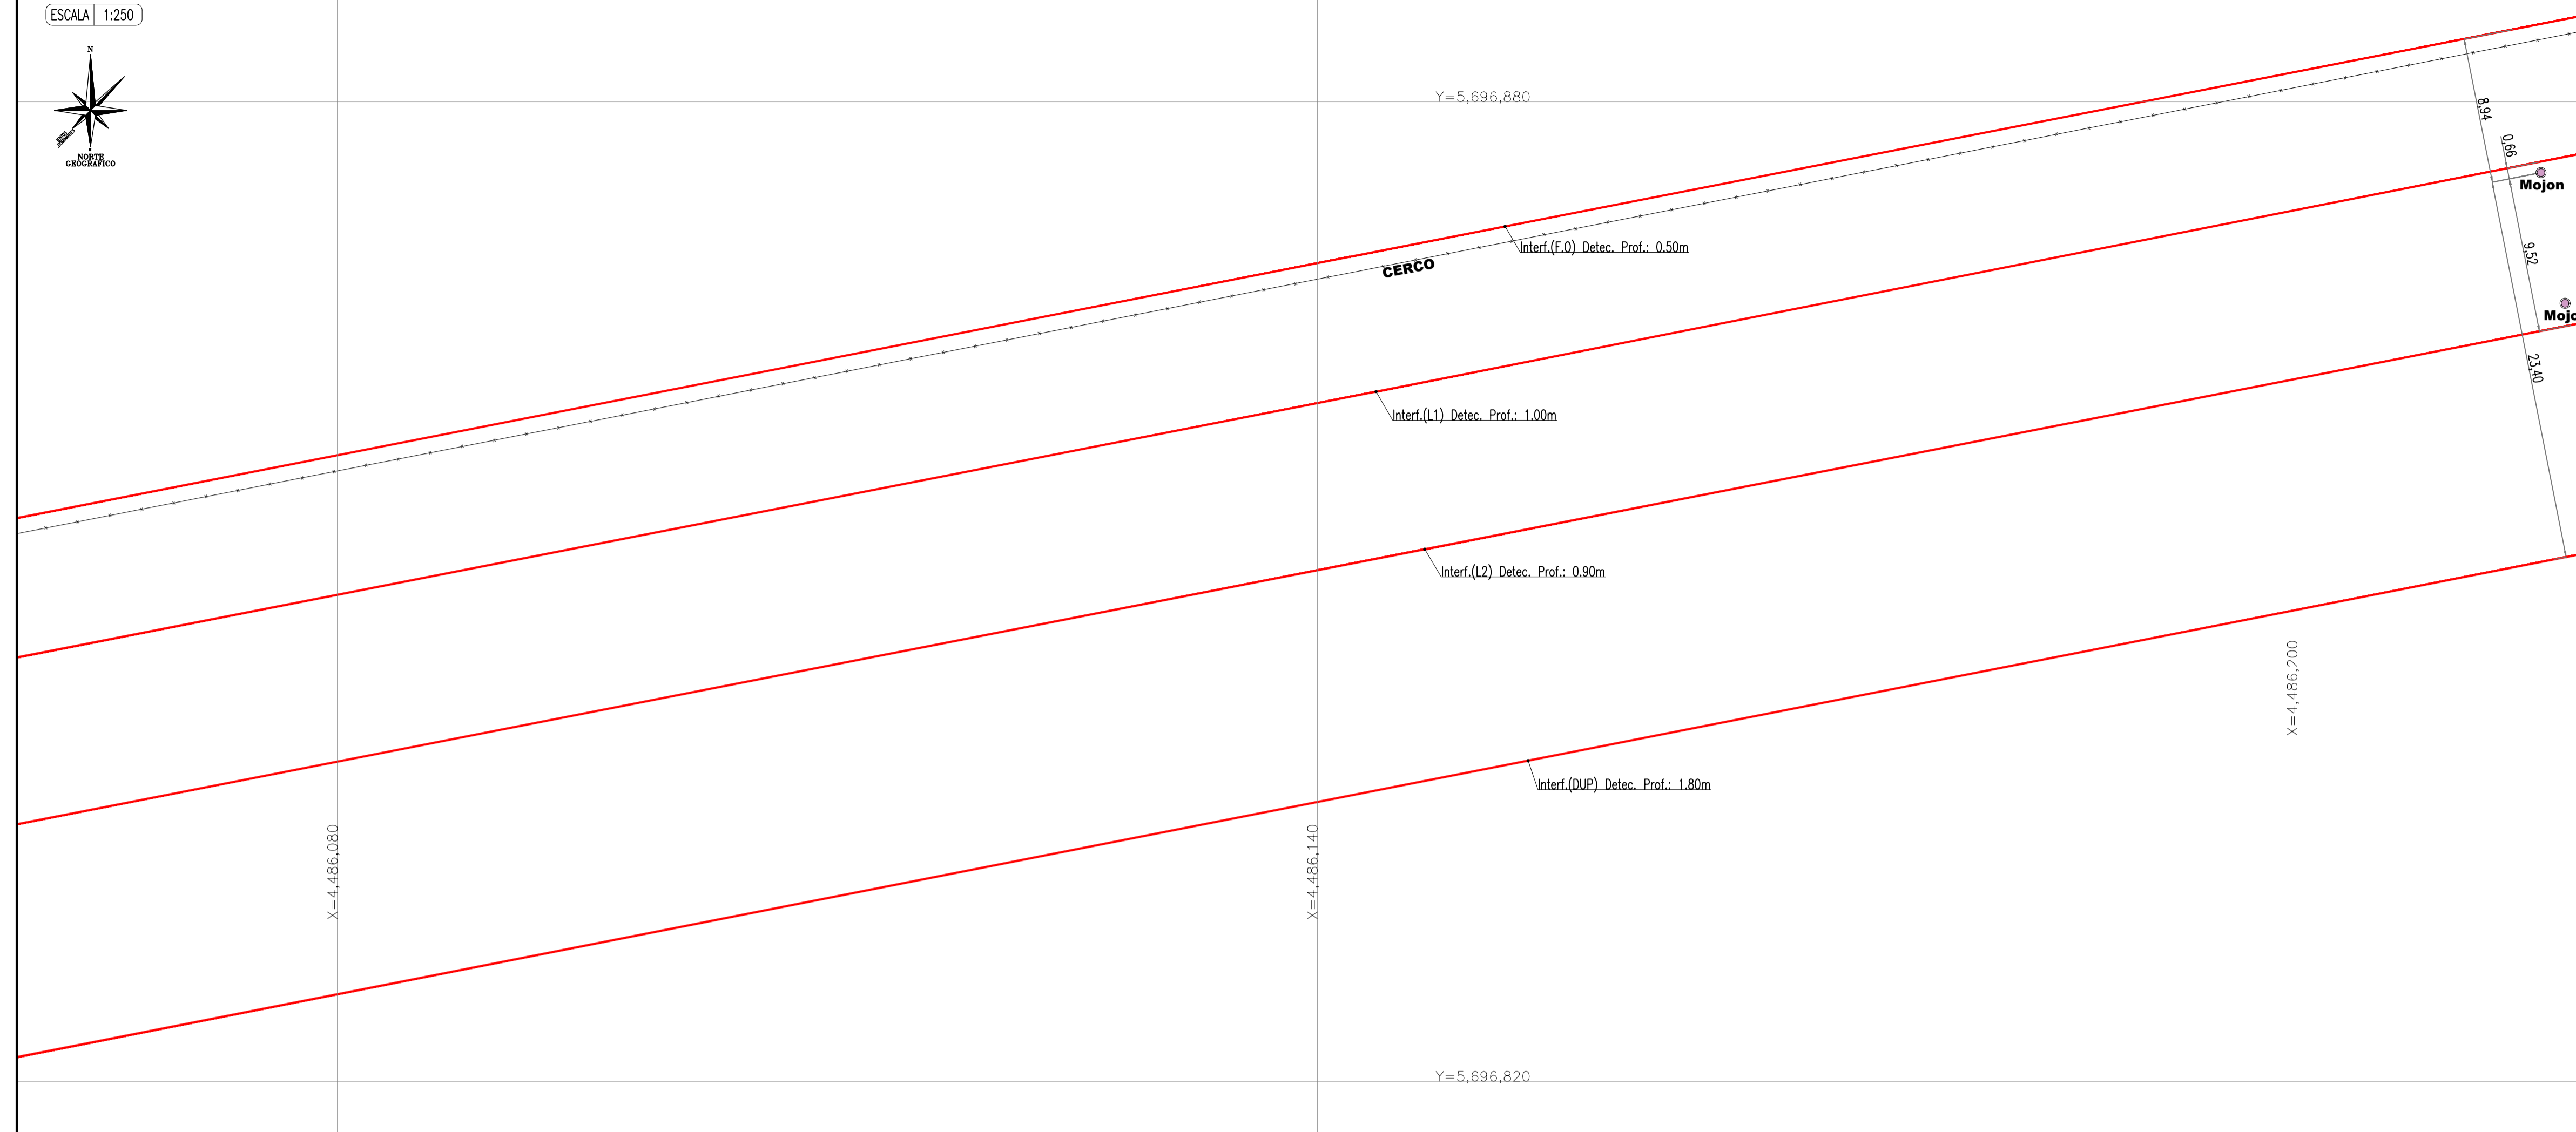 ESCALA 1:250
N
NORTE
GEOGRAFICO
Y=5,696,880
8,94
0,66
Mojon
CERCO
Interf.(F.O) Detec. Prof.: 0.50m
9,52
Mojo
23,40
Interf.(L1) Detec. Prof.: 1.00m
Interf.(L2) Detec. Prof.: 0.90m
X=4,486,200
Interf.(DUP) Detec. Prof.: 1.80m
X=4,486,080
X=4,486,140
Y=5,696,820